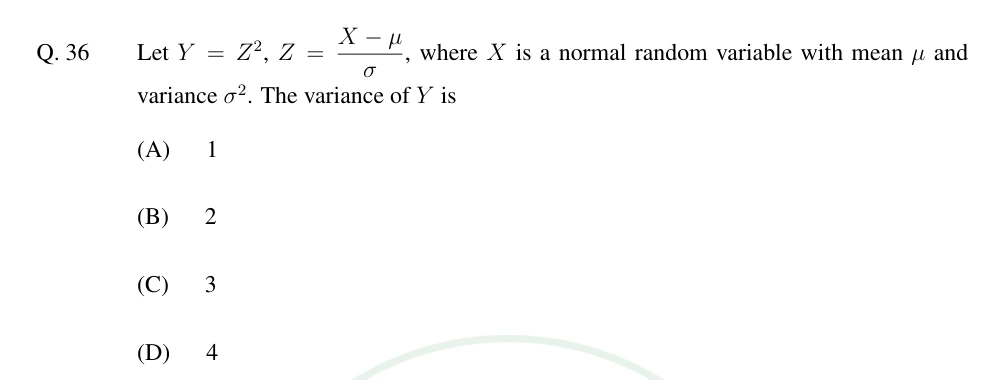 Q. 36 Let Y = Z², Z = (X − μ)/σ, where X is a normal random variable with mean μ and
variance σ². The variance of Y is
(A) 1
(B) 2
(C) 3
(D) 4